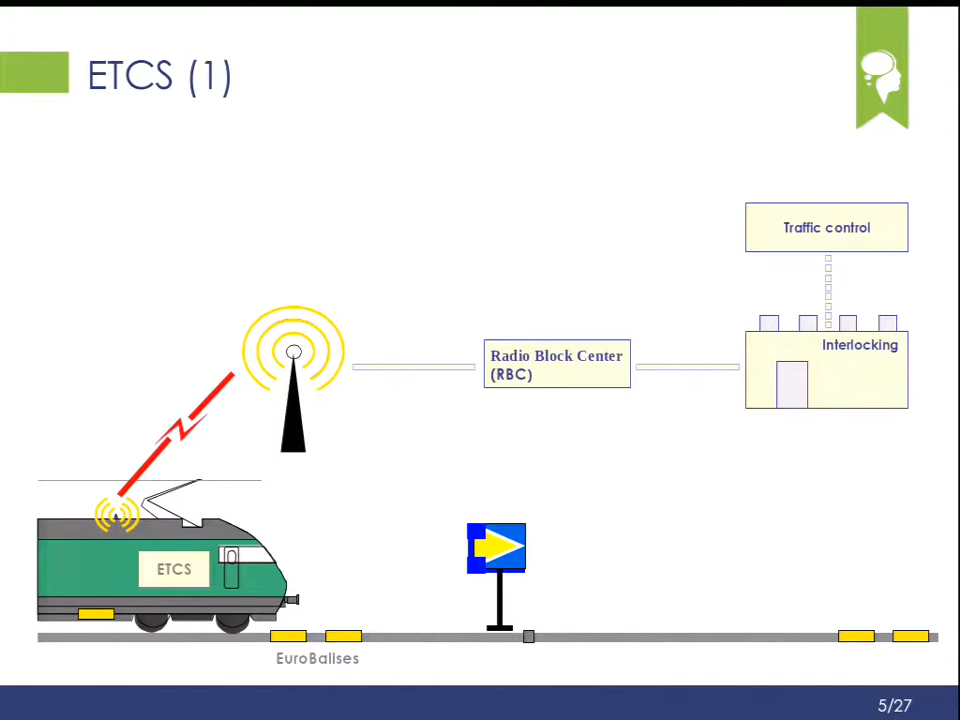 ETCS (1)
Traffic control
Interlocking
Radio Block Center
(RBC)
ETCS
EuroBalises
5/27